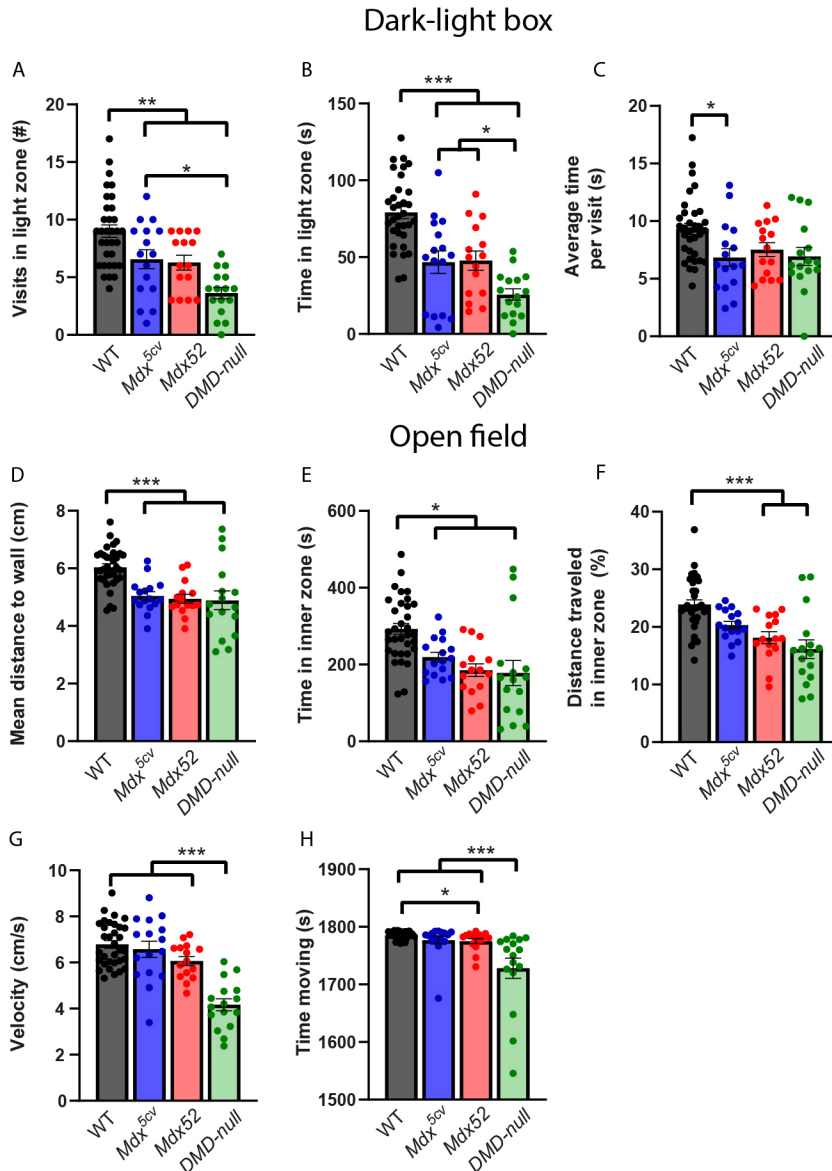 Dark-light box
A
B
C
Visits in light zone (#)
20
15
10
5
0
**
*
WT
Mdx5cv
Mdx52
DMD-null
Time in light zone (s)
150
100
50
0
***
*
WT
Mdx5cv
Mdx52
DMD-null
Average time
per visit (s)
20
15
10
5
0
*
WT
Mdx5cv
Mdx52
DMD-null
Open field
D
E
F
Mean distance to wall (cm)
8
6
4
2
0
***
WT
Mdx5cv
Mdx52
DMD-null
Time in inner zone (s)
600
400
200
0
*
WT
Mdx5cv
Mdx52
DMD-null
Distance traveled
in inner zone (%)
40
30
20
10
0
***
WT
Mdx5cv
Mdx52
DMD-null
G
H
Velocity (cm/s)
10
8
6
4
2
0
***
WT
Mdx5cv
Mdx52
DMD-null
Time moving (s)
1900
1800
1700
1600
1500
***
*
WT
Mdx5cv
Mdx52
DMD-null